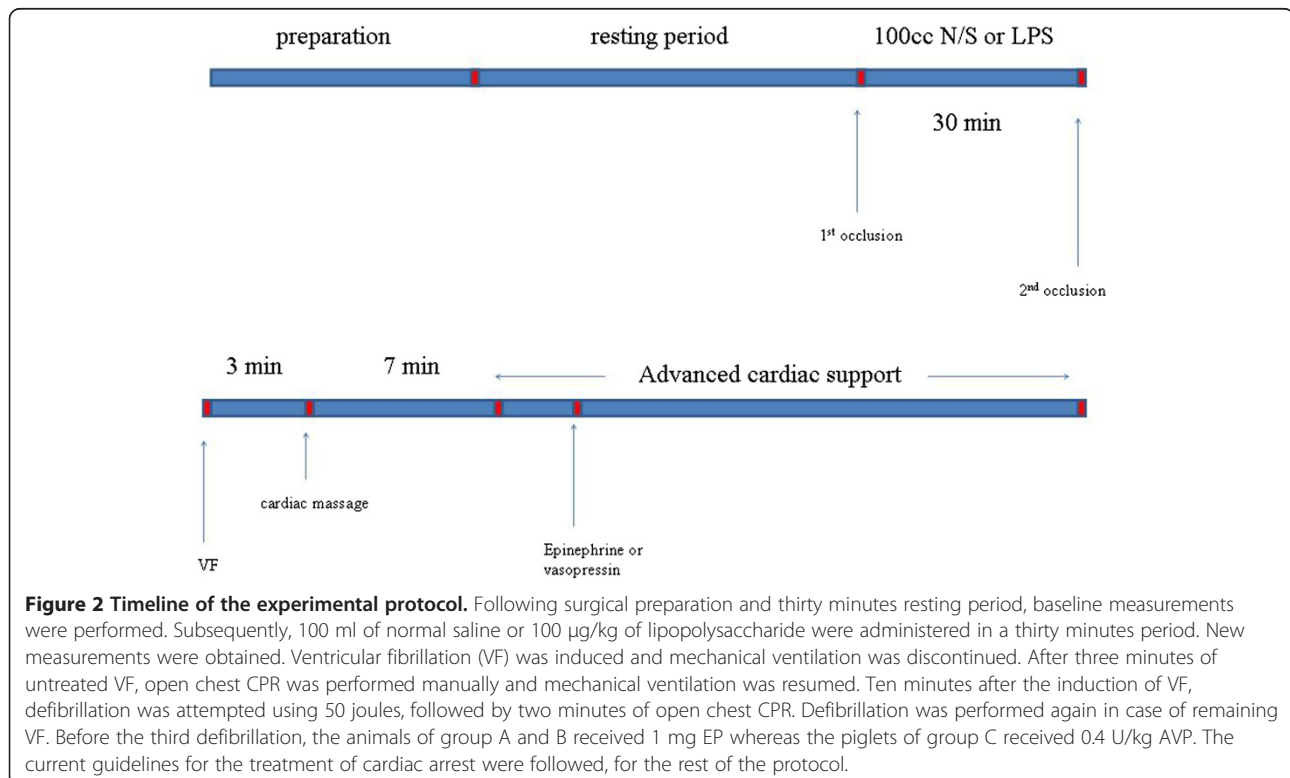 preparation resting period 100cc N/S or LPS
30 min
1st occlusion
2nd occlusion
3 min 7 min Advanced cardiac support
cardiac massage
VF
Epinephrine or
vasopressin
Figure 2 Timeline of the experimental protocol. Following surgical preparation and thirty minutes resting period, baseline measurements
were performed. Subsequently, 100 ml of normal saline or 100 μg/kg of lipopolysaccharide were administered in a thirty minutes period. New
measurements were obtained. Ventricular fibrillation (VF) was induced and mechanical ventilation was discontinued. After three minutes of
untreated VF, open chest CPR was performed manually and mechanical ventilation was resumed. Ten minutes after the induction of VF,
defibrillation was attempted using 50 joules, followed by two minutes of open chest CPR. Defibrillation was performed again in case of remaining
VF. Before the third defibrillation, the animals of group A and B received 1 mg EP whereas the piglets of group C received 0.4 U/kg AVP. The
current guidelines for the treatment of cardiac arrest were followed, for the rest of the protocol.